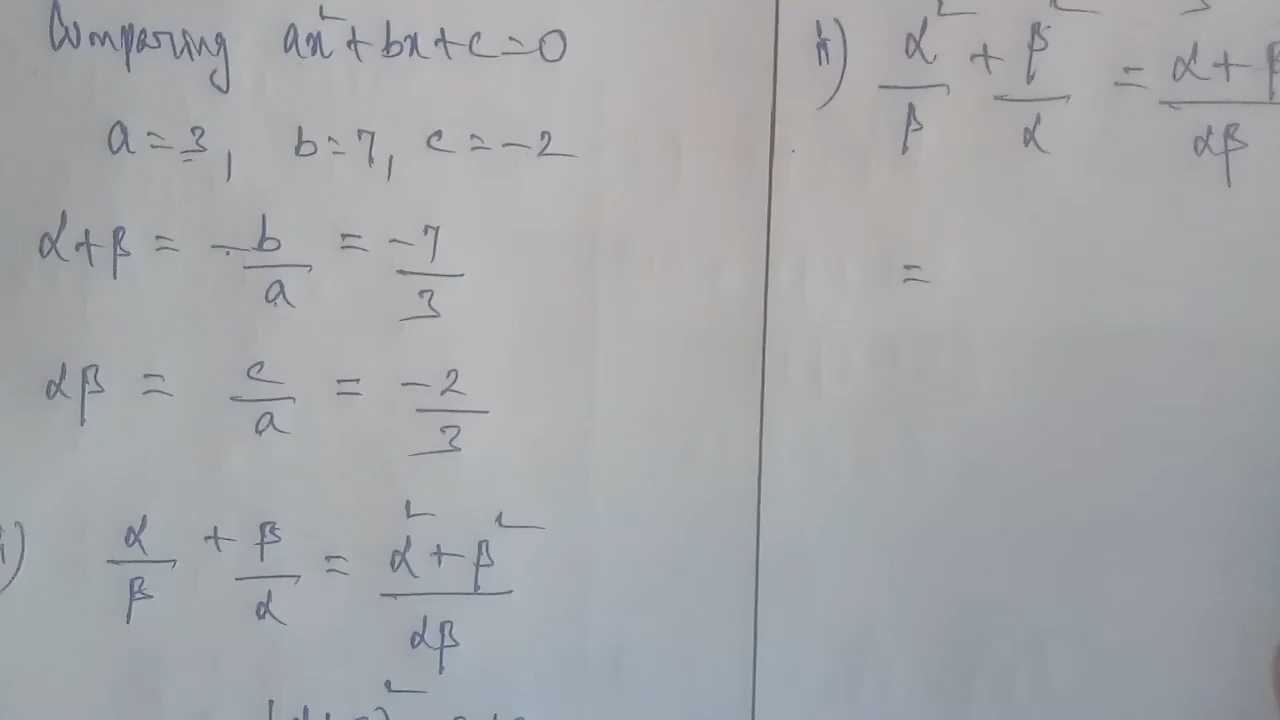 Comparing ax² + bx + c = 0
a = 3, b = 7, c = -2
α + β = -b/a = -7/3
αβ = c/a = -2/3
i) α/β + β/α = (α² + β²)/αβ
ii) α²/β + β²/α = α³ + β/αβ
=